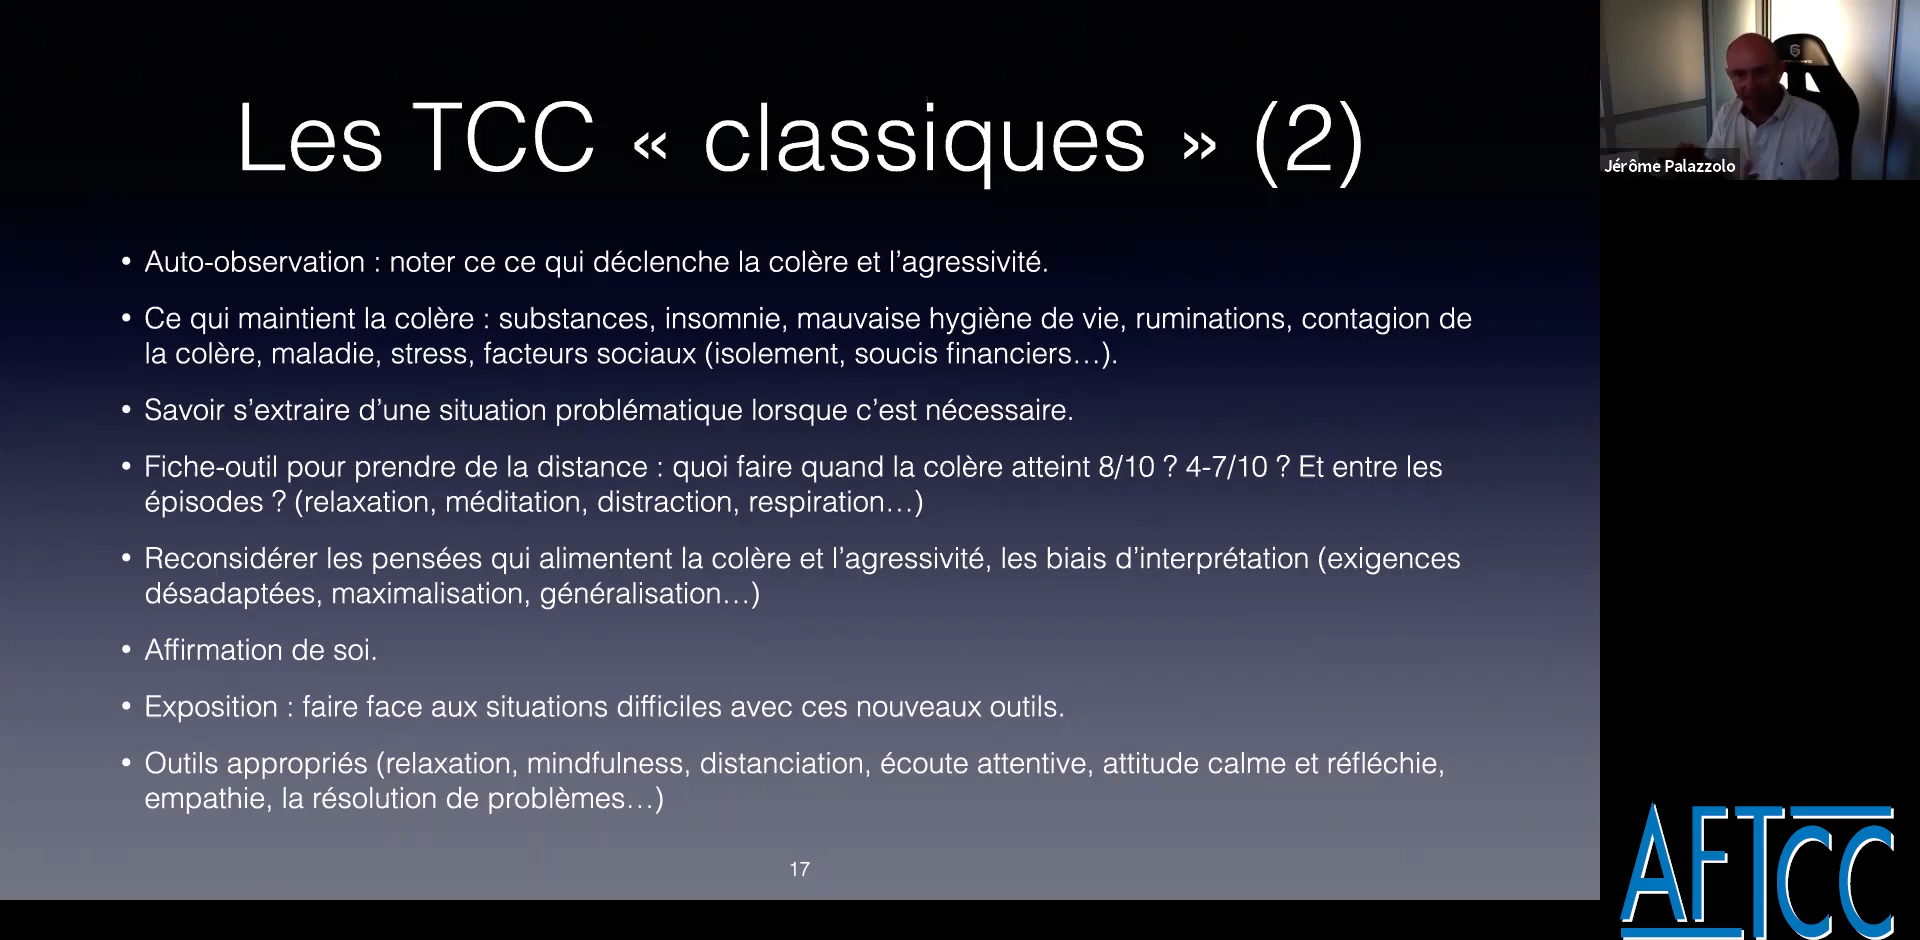 Les TCC « classiques » (2)
• Auto-observation : noter ce ce qui déclenche la colère et l’agressivité.
• Ce qui maintient la colère : substances, insomnie, mauvaise hygiène de vie, ruminations, contagion de
la colère, maladie, stress, facteurs sociaux (isolement, soucis financiers…).
• Savoir s’extraire d’une situation problématique lorsque c’est nécessaire.
• Fiche-outil pour prendre de la distance : quoi faire quand la colère atteint 8/10 ? 4-7/10 ? Et entre les
épisodes ? (relaxation, méditation, distraction, respiration…)
• Reconsidérer les pensées qui alimentent la colère et l’agressivité, les biais d’interprétation (exigences
désadaptées, maximalisation, généralisation…)
• Affirmation de soi.
• Exposition : faire face aux situations difficiles avec ces nouveaux outils.
• Outils appropriés (relaxation, mindfulness, distanciation, écoute attentive, attitude calme et réfléchie,
empathie, la résolution de problèmes…)
17
Jérôme Palazzolo
AFTCC